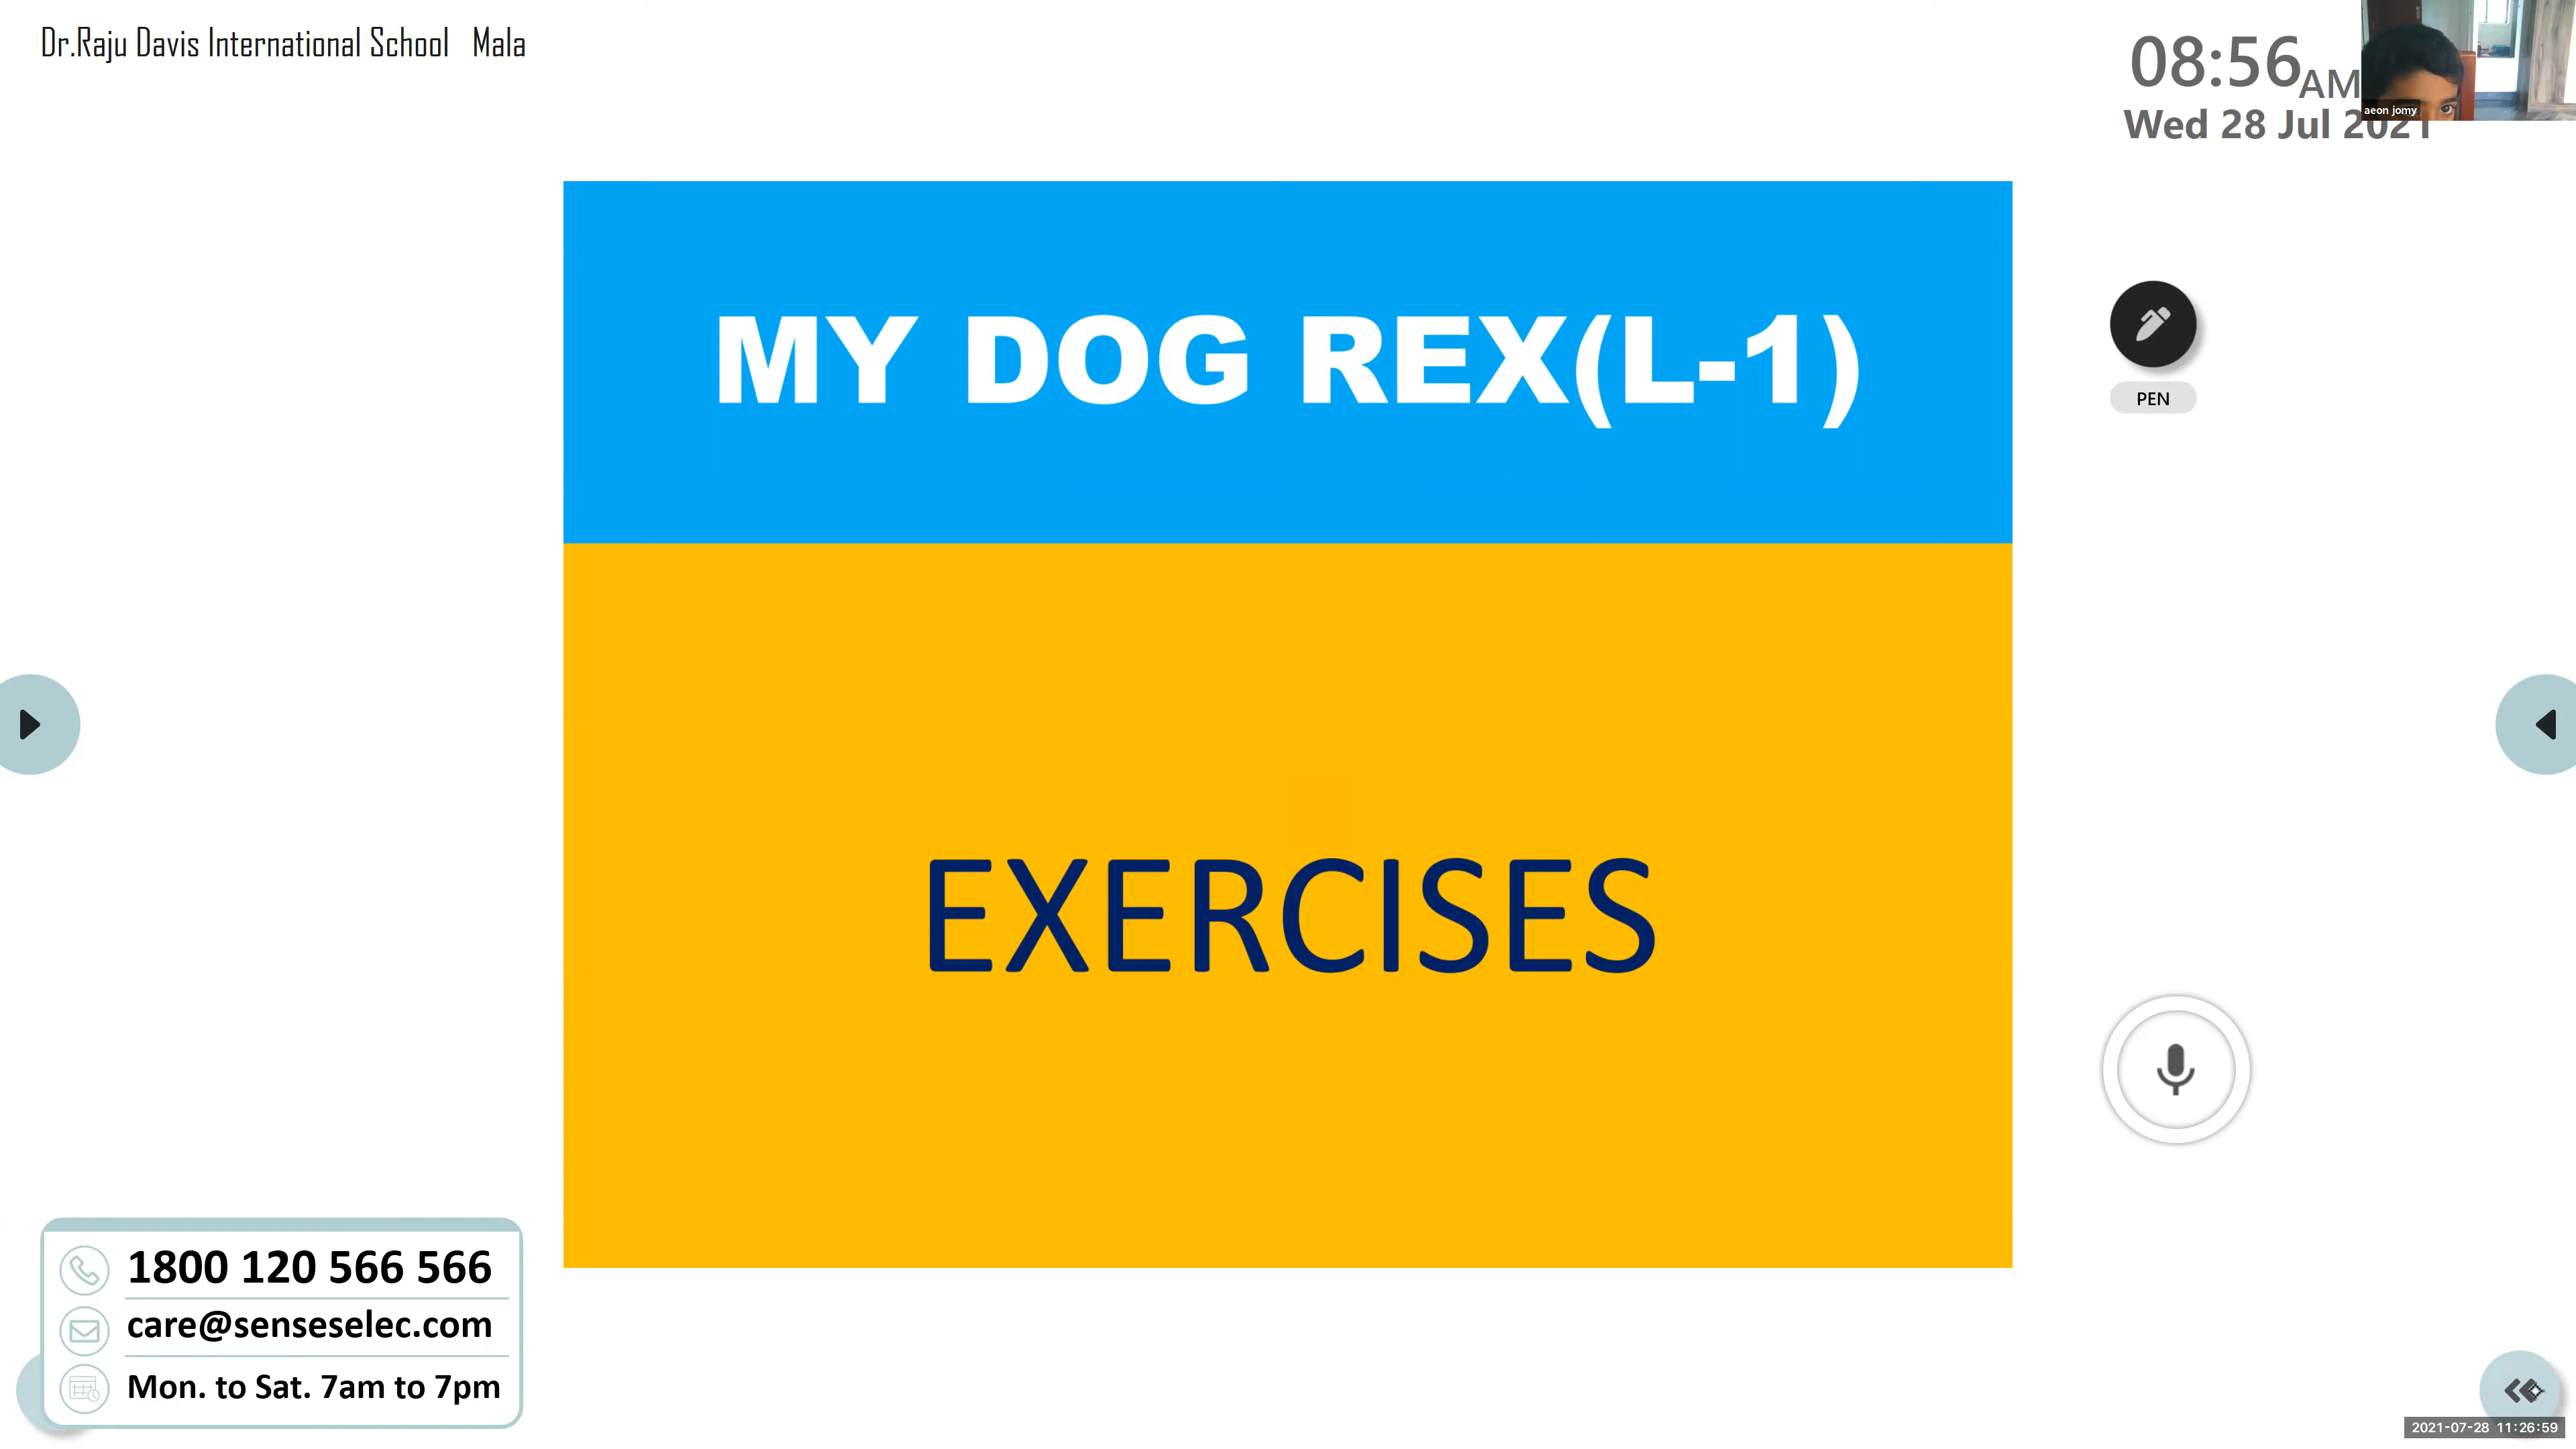 Dr.Raju Davis International School Mala
08:56 AM
aeon jomy
Wed 28 Jul 2021
MY DOG REX(L-1)
PEN
EXERCISES
1800 120 566 566
care@senseselec.com
Mon. to Sat. 7am to 7pm
2021-07-28 11:26:59